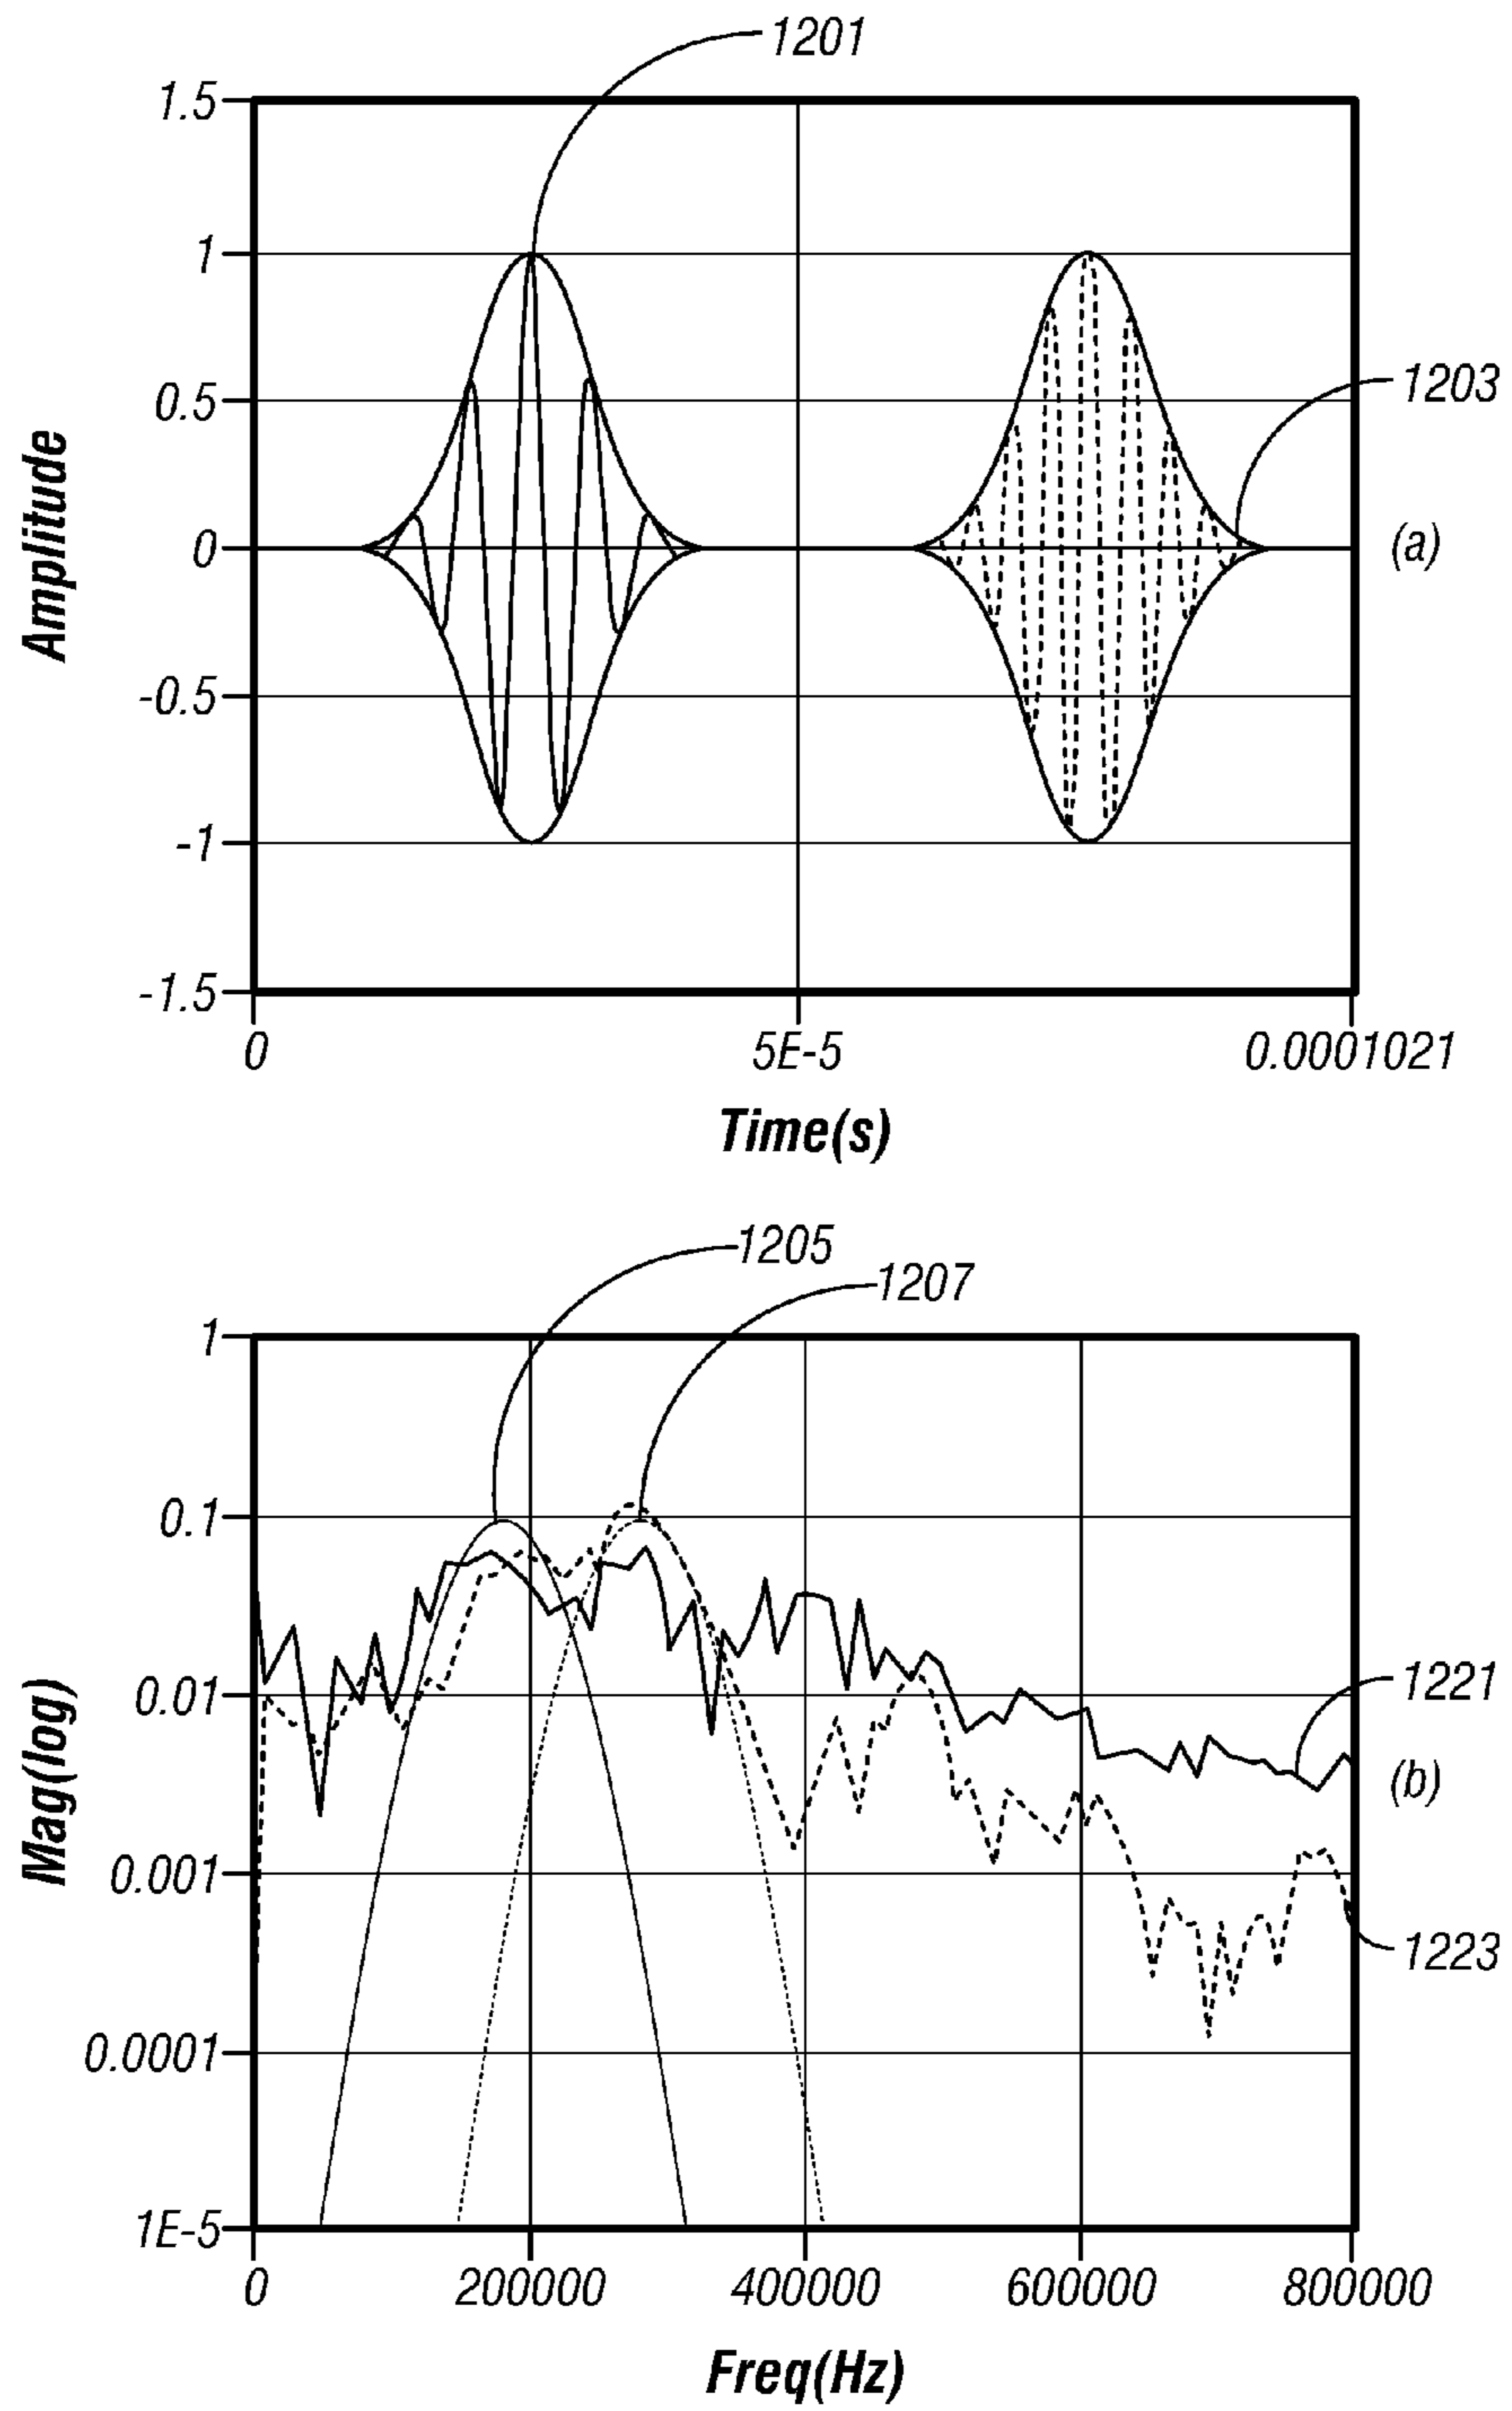 1201
1.5
1
0.5
1203
0
(a)
-0.5
-1
-1.5
Amplitude
0 5E-5 0.0001021
Time(s)
1205
1207
1
0.1
0.01
1221
(b)
0.001
1223
0.0001
1E-5
Mag(log)
0 200000 400000 600000 800000
Freq(Hz)